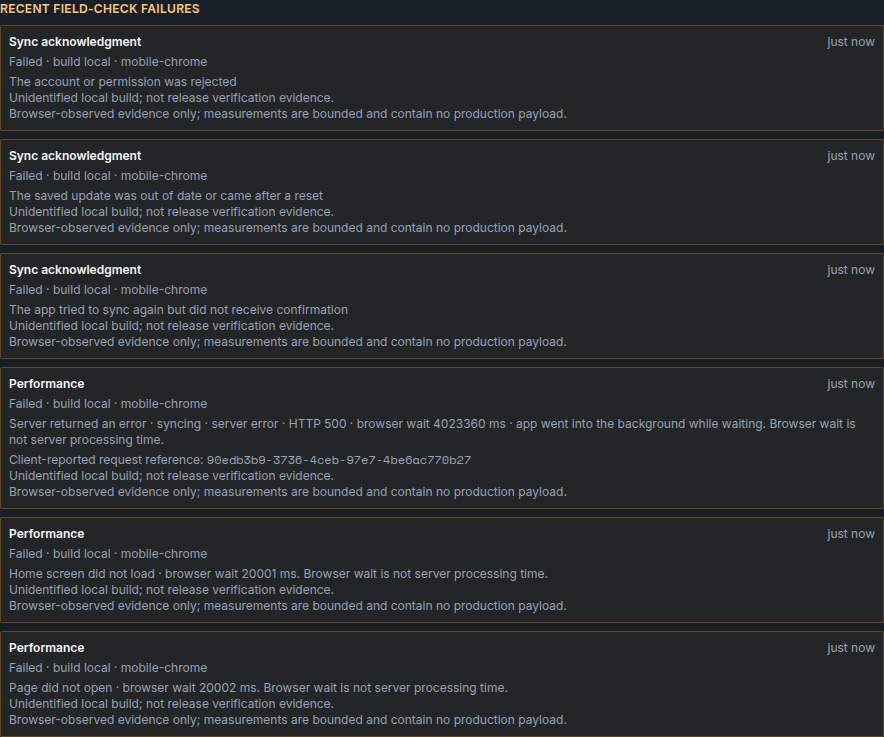 RECENT FIELD-CHECK FAILURES
Sync acknowledgment just now
Failed · build local · mobile-chrome
The account or permission was rejected
Unidentified local build; not release verification evidence.
Browser-observed evidence only; measurements are bounded and contain no production payload.
Sync acknowledgment just now
Failed · build local · mobile-chrome
The saved update was out of date or came after a reset
Unidentified local build; not release verification evidence.
Browser-observed evidence only; measurements are bounded and contain no production payload.
Sync acknowledgment just now
Failed · build local · mobile-chrome
The app tried to sync again but did not receive confirmation
Unidentified local build; not release verification evidence.
Browser-observed evidence only; measurements are bounded and contain no production payload.
Performance just now
Failed · build local · mobile-chrome
Server returned an error · syncing · server error · HTTP 500 · browser wait 4023360 ms · app went into the background while waiting. Browser wait is
not server processing time.
Client-reported request reference: 90edb3b9-3736-4ceb-97e7-4be6ac770b27
Unidentified local build; not release verification evidence.
Browser-observed evidence only; measurements are bounded and contain no production payload.
Performance just now
Failed · build local · mobile-chrome
Home screen did not load · browser wait 20001 ms. Browser wait is not server processing time.
Unidentified local build; not release verification evidence.
Browser-observed evidence only; measurements are bounded and contain no production payload.
Performance just now
Failed · build local · mobile-chrome
Page did not open · browser wait 20002 ms. Browser wait is not server processing time.
Unidentified local build; not release verification evidence.
Browser-observed evidence only; measurements are bounded and contain no production payload.